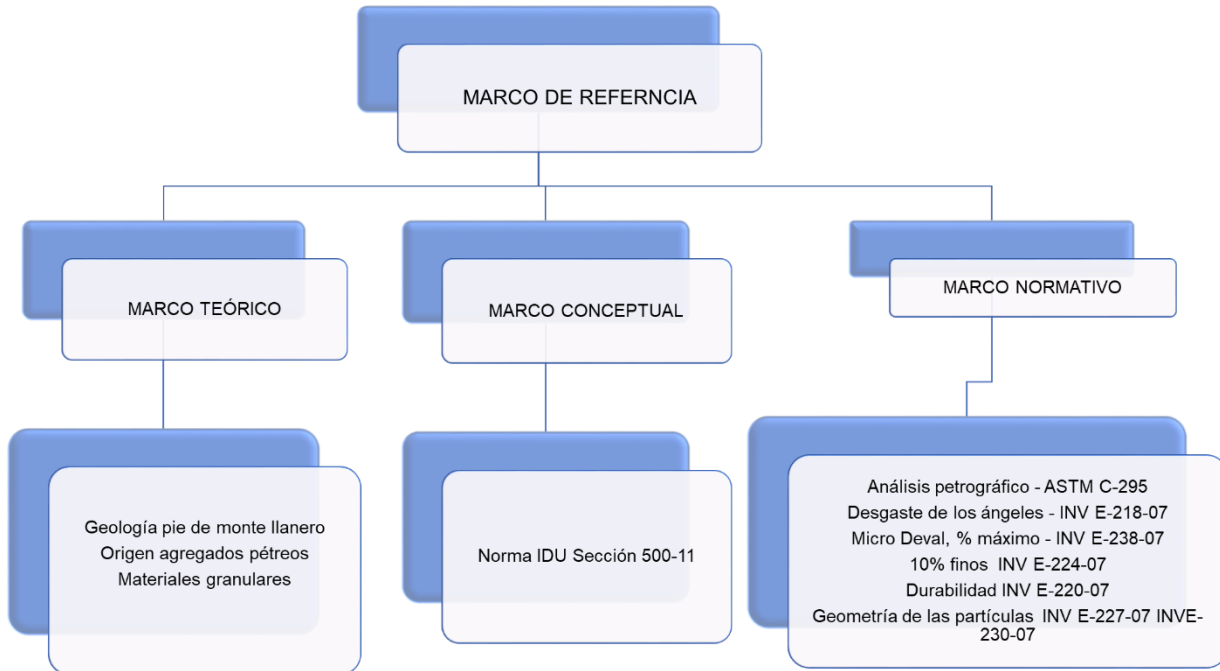 MARCO DE REFERNCIA
MARCO TEÓRICO
MARCO CONCEPTUAL
MARCO NORMATIVO
Geología pie de monte llanero
Origen agregados pétreos
Materiales granulares
Norma IDU Sección 500-11
Análisis petrográfico - ASTM C-295
Desgaste de los ángeles - INV E-218-07
Micro Deval, % máximo - INV E-238-07
10% finos INV E-224-07
Durabilidad INV E-220-07
Geometría de las partículas INV E-227-07 INVE-
230-07